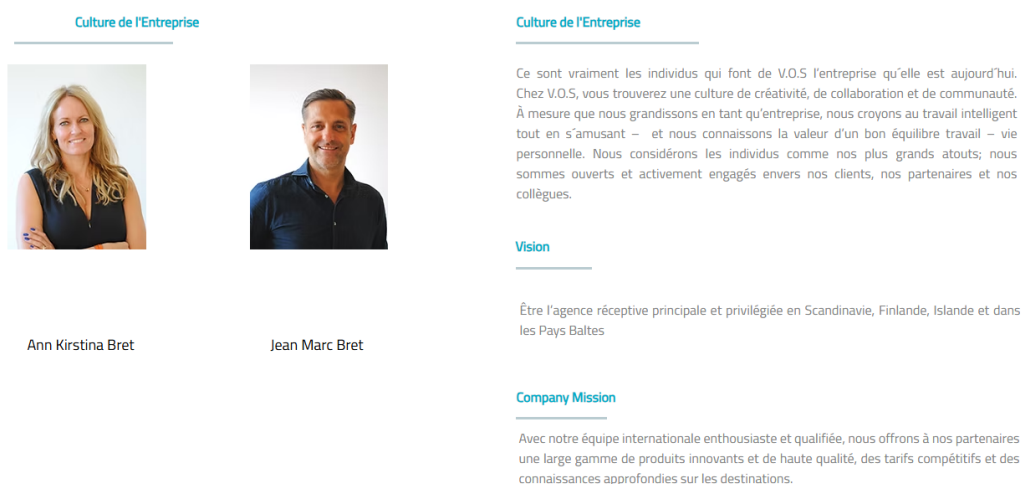 Culture de l'Entreprise
Ann Kirstina Bret
Jean Marc Bret
Culture de l'Entreprise
Ce sont vraiment les individus qui font de V.O.S l’entreprise qu´elle est aujourd’hui.
Chez V.O.S, vous trouverez une culture de créativité, de collaboration et de communauté.
À mesure que nous grandissons en tant qu’entreprise, nous croyons au travail intelligent
tout en s´amusant – et nous connaissons la valeur d’un bon équilibre travail – vie
personnelle. Nous considérons les individus comme nos plus grands atouts; nous
sommes ouverts et activement engagés envers nos clients, nos partenaires et nos
collègues.
Vision
Être l’agence réceptive principale et privilégiée en Scandinavie, Finlande, Islande et dans
les Pays Baltes
Company Mission
Avec notre équipe internationale enthousiaste et qualifiée, nous offrons à nos partenaires
une large gamme de produits innovants et de haute qualité, des tarifs compétitifs et des
connaissances approfondies sur les destinations.